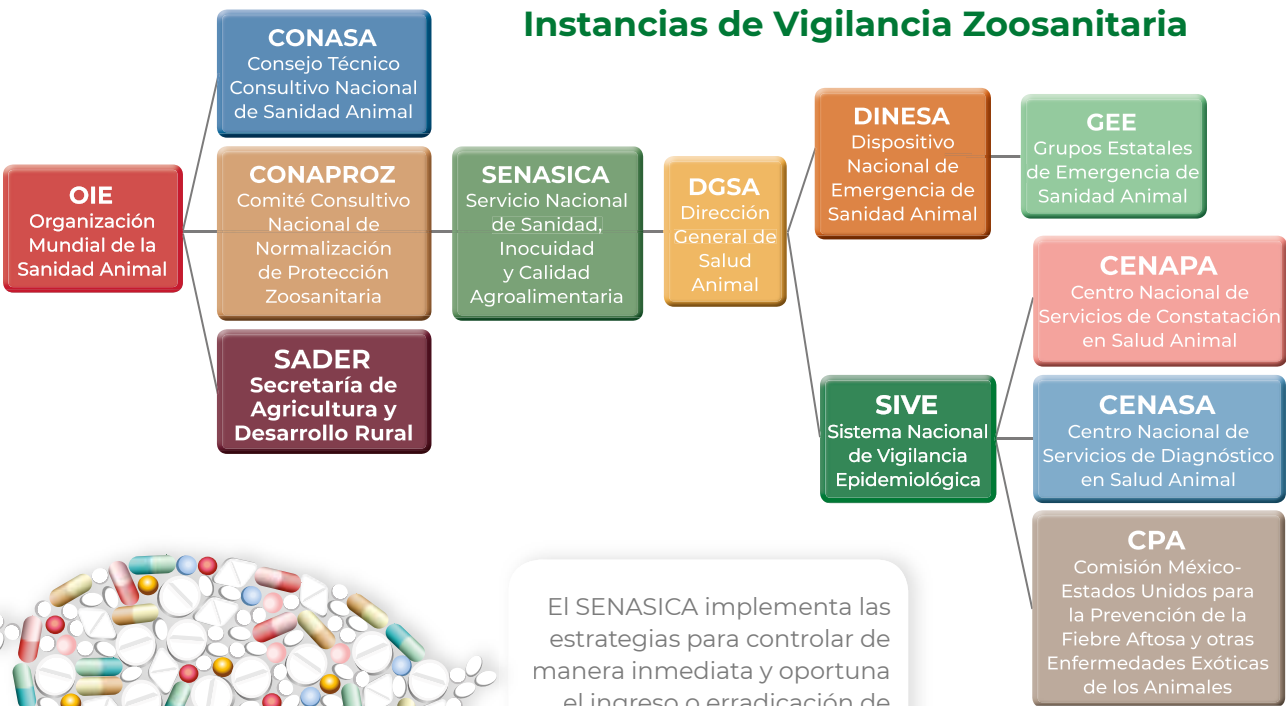 Instancias de Vigilancia Zoosanitaria
OIE
Organización
Mundial de la
Sanidad Animal
CONASA
Consejo Técnico
Consultivo Nacional
de Sanidad Animal
CONAPROZ
Comité Consultivo
Nacional de
Normalización
de Protección
Zoosanitaria
SADER
Secretaría de
Agricultura y
Desarrollo Rural
SENASICA
Servicio Nacional
de Sanidad,
Inocuidad
y Calidad
Agroalimentaria
DGSA
Dirección
General de
Salud
Animal
DINESA
Dispositivo
Nacional de
Emergencia de
Sanidad Animal
GEE
Grupos Estatales
de Emergencia de
Sanidad Animal
SIVE
Sistema Nacional
de Vigilancia
Epidemiológica
CENAPA
Centro Nacional de
Servicios de Constatación
en Salud Animal
CENASA
Centro Nacional de
Servicios de Diagnóstico
en Salud Animal
CPA
Comisión México-
Estados Unidos para
la Prevención de la
Fiebre Aftosa y otras
Enfermedades Exóticas
de los Animales
El SENASICA implementa las
estrategias para controlar de
manera inmediata y oportuna
el ingreso o erradicación de